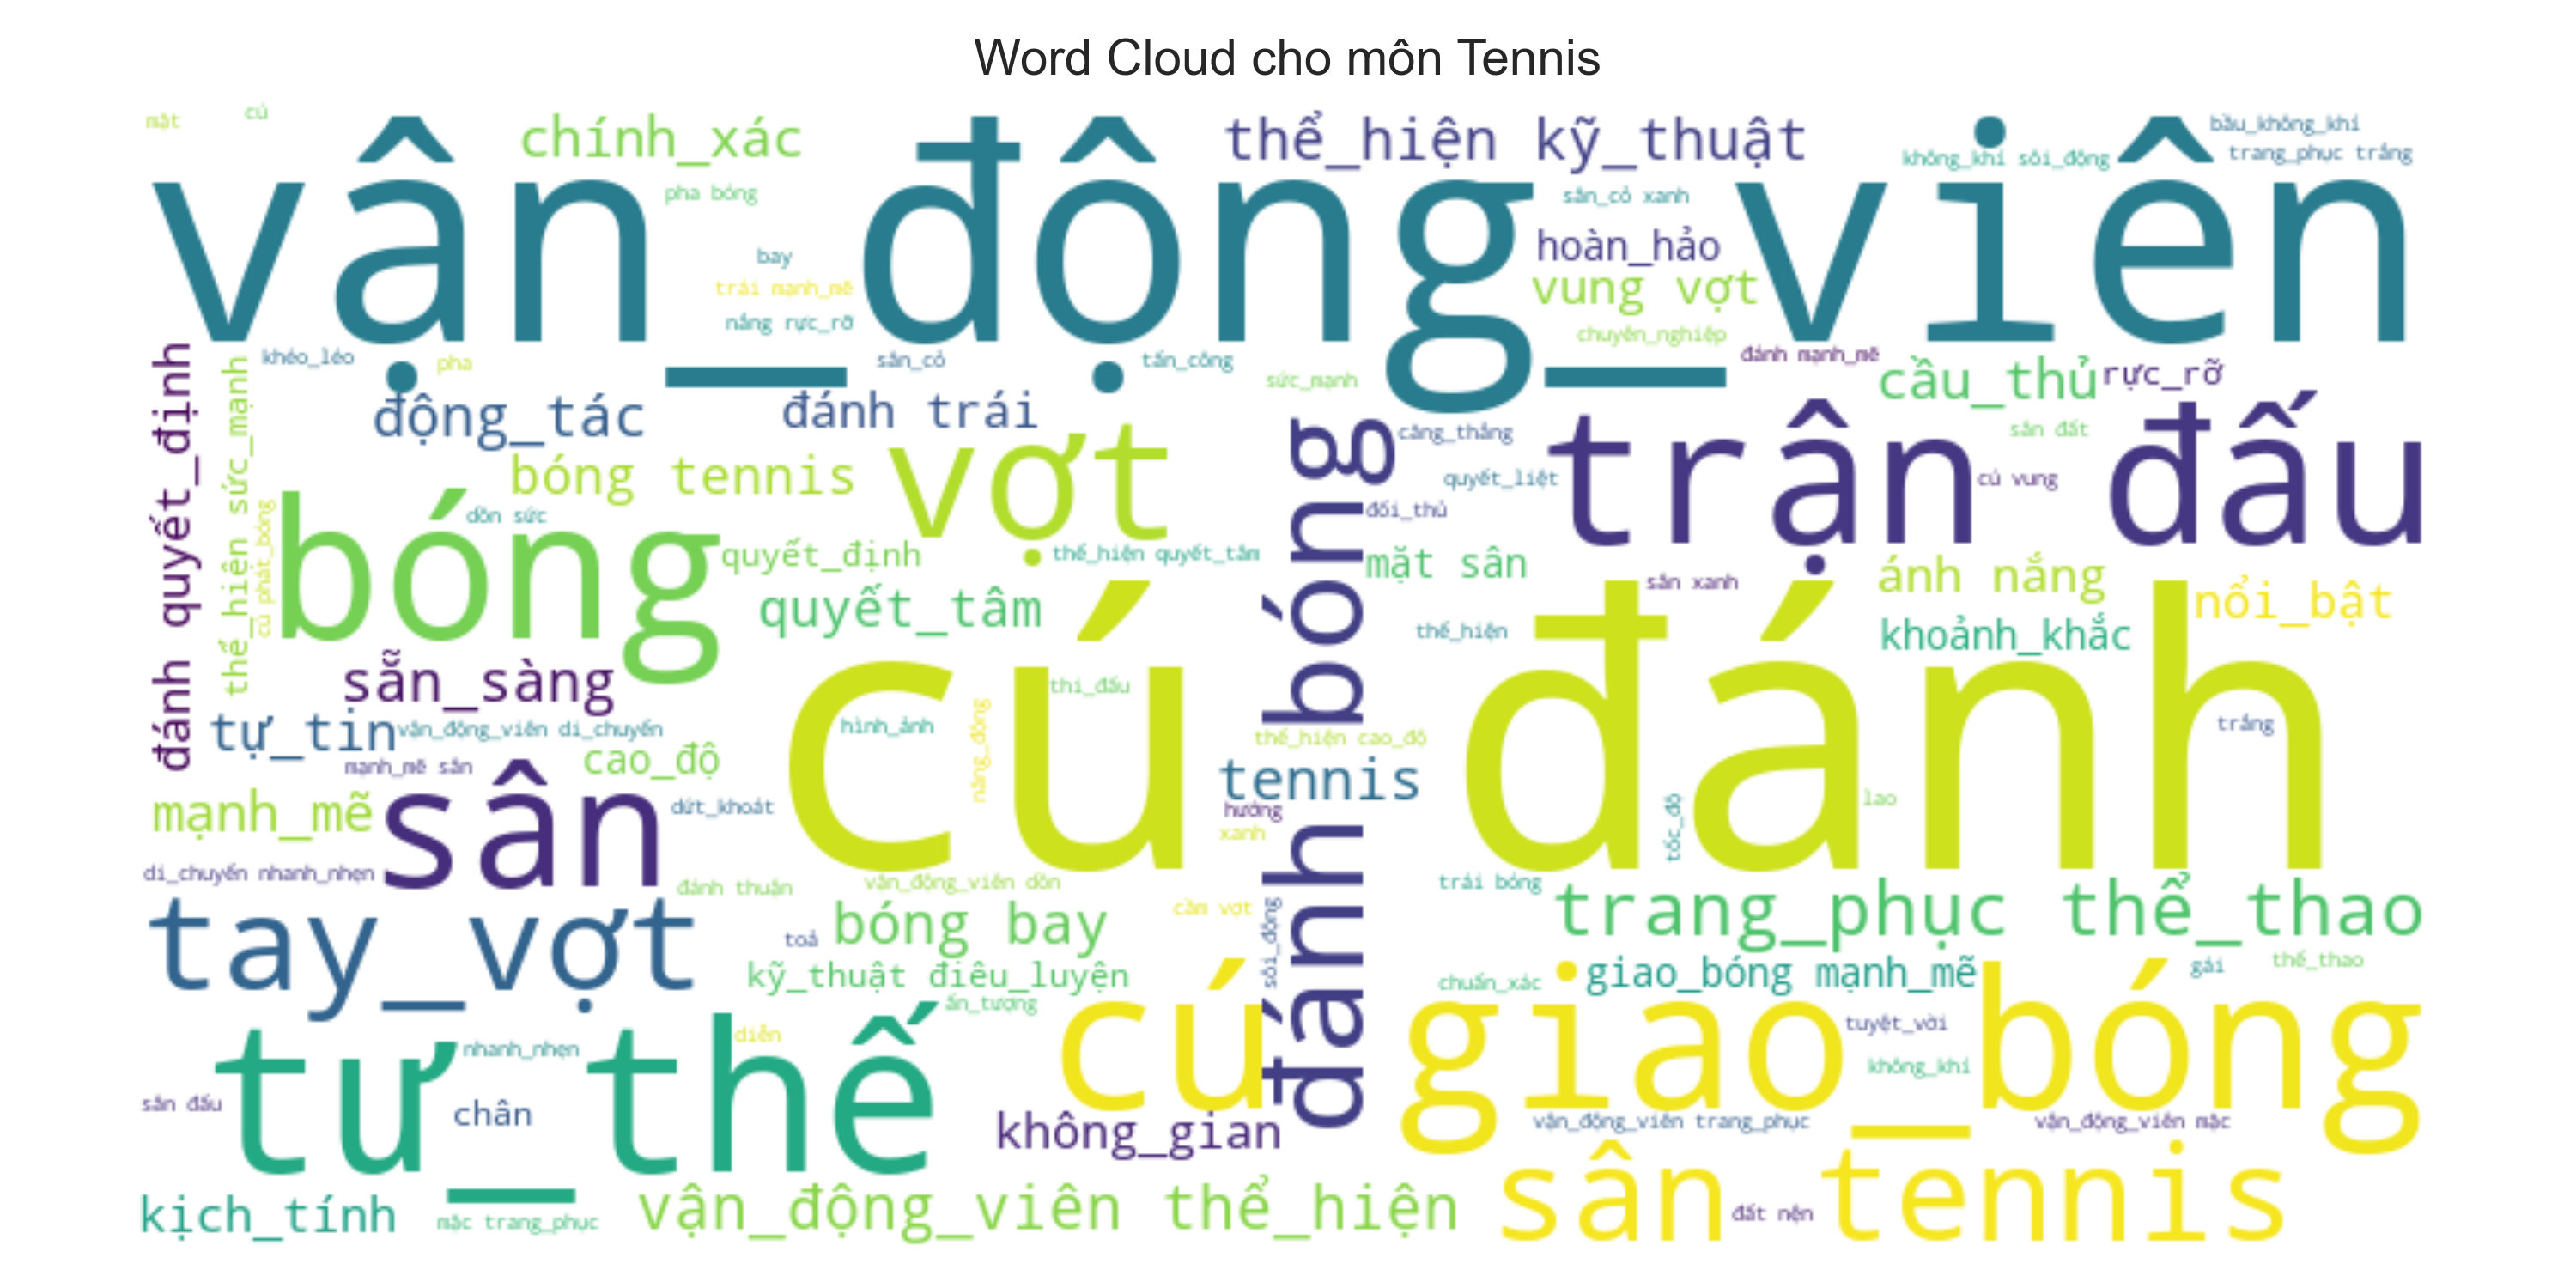 Word Cloud cho môn Tennis
mặt
cú
chính_xác
thể_hiện kỹ_thuật
bầu_không_khí
không_khí sôi_động
trang_phục trắng
vận_động_viên
pha bóng
sân_cỏ xanh
hoàn_hảo
bay
trái mạnh_mẽ
vung vợt
nắng rực_rỡ
chuyên_nghiệp
khéo_léo
pha
sân_cỏ
tấn_công
đánh mạnh_mẽ
sức_mạnh
cầu_thủ
rực_rỡ
đánh quyết_định
thể_hiện sức_mạnh
động_tác
đánh trái
căng_thẳng
sân đất
bóng tennis
vợt
trận đấu
quyết_liệt
cú vung
cú phát_bóng
bóng
dồn sức
đối_thủ
đánh bóng
quyết_định
thể_hiện quyết_tâm
mặt sân
sân xanh
ánh nắng
nổi_bật
quyết_tâm
thể_hiện
khoảnh_khắc
sẵn_sàng
cú đánh
thi_đấu
tự_tin
vận_động_viên di_chuyển
hình_ảnh
năng_động
thể_hiện cao_độ
trắng
mạnh_mẽ sân
cao_độ
tennis
mạnh_mẽ
sân
dứt_khoát
hướng
xanh
tốc_độ
lao
di_chuyển nhanh_nhẹn
đánh thuận
vận_động_viên dồn
trái bóng
tay_vợt
toả
bóng bay
cầm vợt
sôi_động
trang_phục thể_thao
kỹ_thuật điêu_luyện
chuẩn_xác
giao_bóng mạnh_mẽ
gái
thể_thao
ấn_tượng
tư_thế
nhanh_nhẹn
diễn
cú giao_bóng
tuyệt_vời
không_khí
sân đấu
chân
không_gian
vận_động_viên trang_phục
vận_động_viên mặc
kịch_tính
mặc trang_phục
vận_động_viên thể_hiện
sân tennis
đất nện